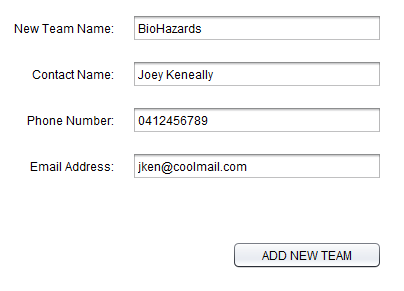 New Team Name: BioHazards
Contact Name: Joey Keneally
Phone Number: 0412456789
Email Address: jken@coolmail.com
ADD NEW TEAM